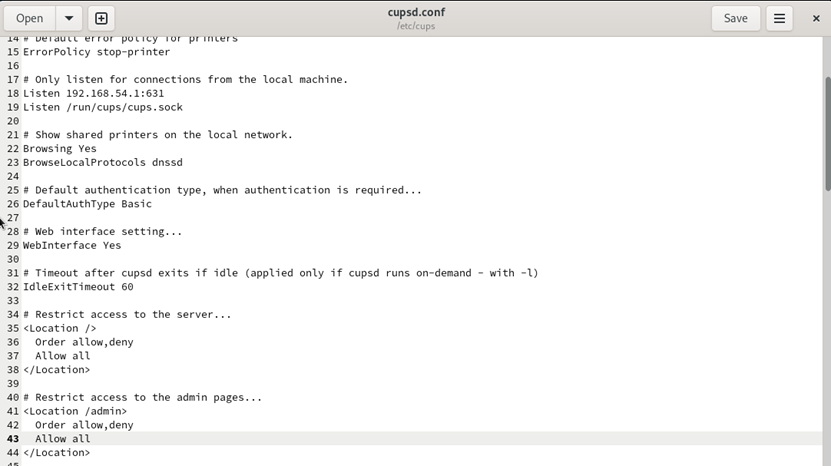 Open
cupsd.conf
/etc/cups
Save
14 # Default error policy for printers
15 ErrorPolicy stop-printer
16
17 # Only listen for connections from the local machine.
18 Listen 192.168.54.1:631
19 Listen /run/cups/cups.sock
20
21 # Show shared printers on the local network.
22 Browsing Yes
23 BrowseLocalProtocols dnssd
24
25 # Default authentication type, when authentication is required...
26 DefaultAuthType Basic
27
28 # Web interface setting...
29 WebInterface Yes
30
31 # Timeout after cupsd exits if idle (applied only if cupsd runs on-demand - with -l)
32 IdleExitTimeout 60
33
34 # Restrict access to the server...
35 <Location />
36   Order allow,deny
37   Allow all
38 </Location>
39
40 # Restrict access to the admin pages...
41 <Location /admin>
42   Order allow,deny
43   Allow all
44 </Location>
45